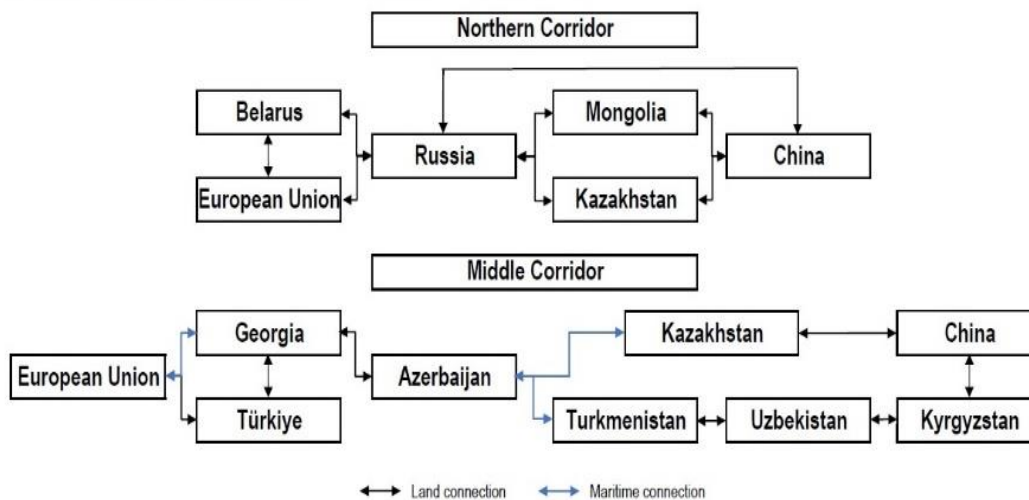 Northern Corridor
Belarus
Mongolia
Russia
China
European Union
Kazakhstan
Middle Corridor
Georgia
Kazakhstan
China
European Union
Azerbaijan
Türkiye
Turkmenistan
Uzbekistan
Kyrgyzstan
Land connection
Maritime connection